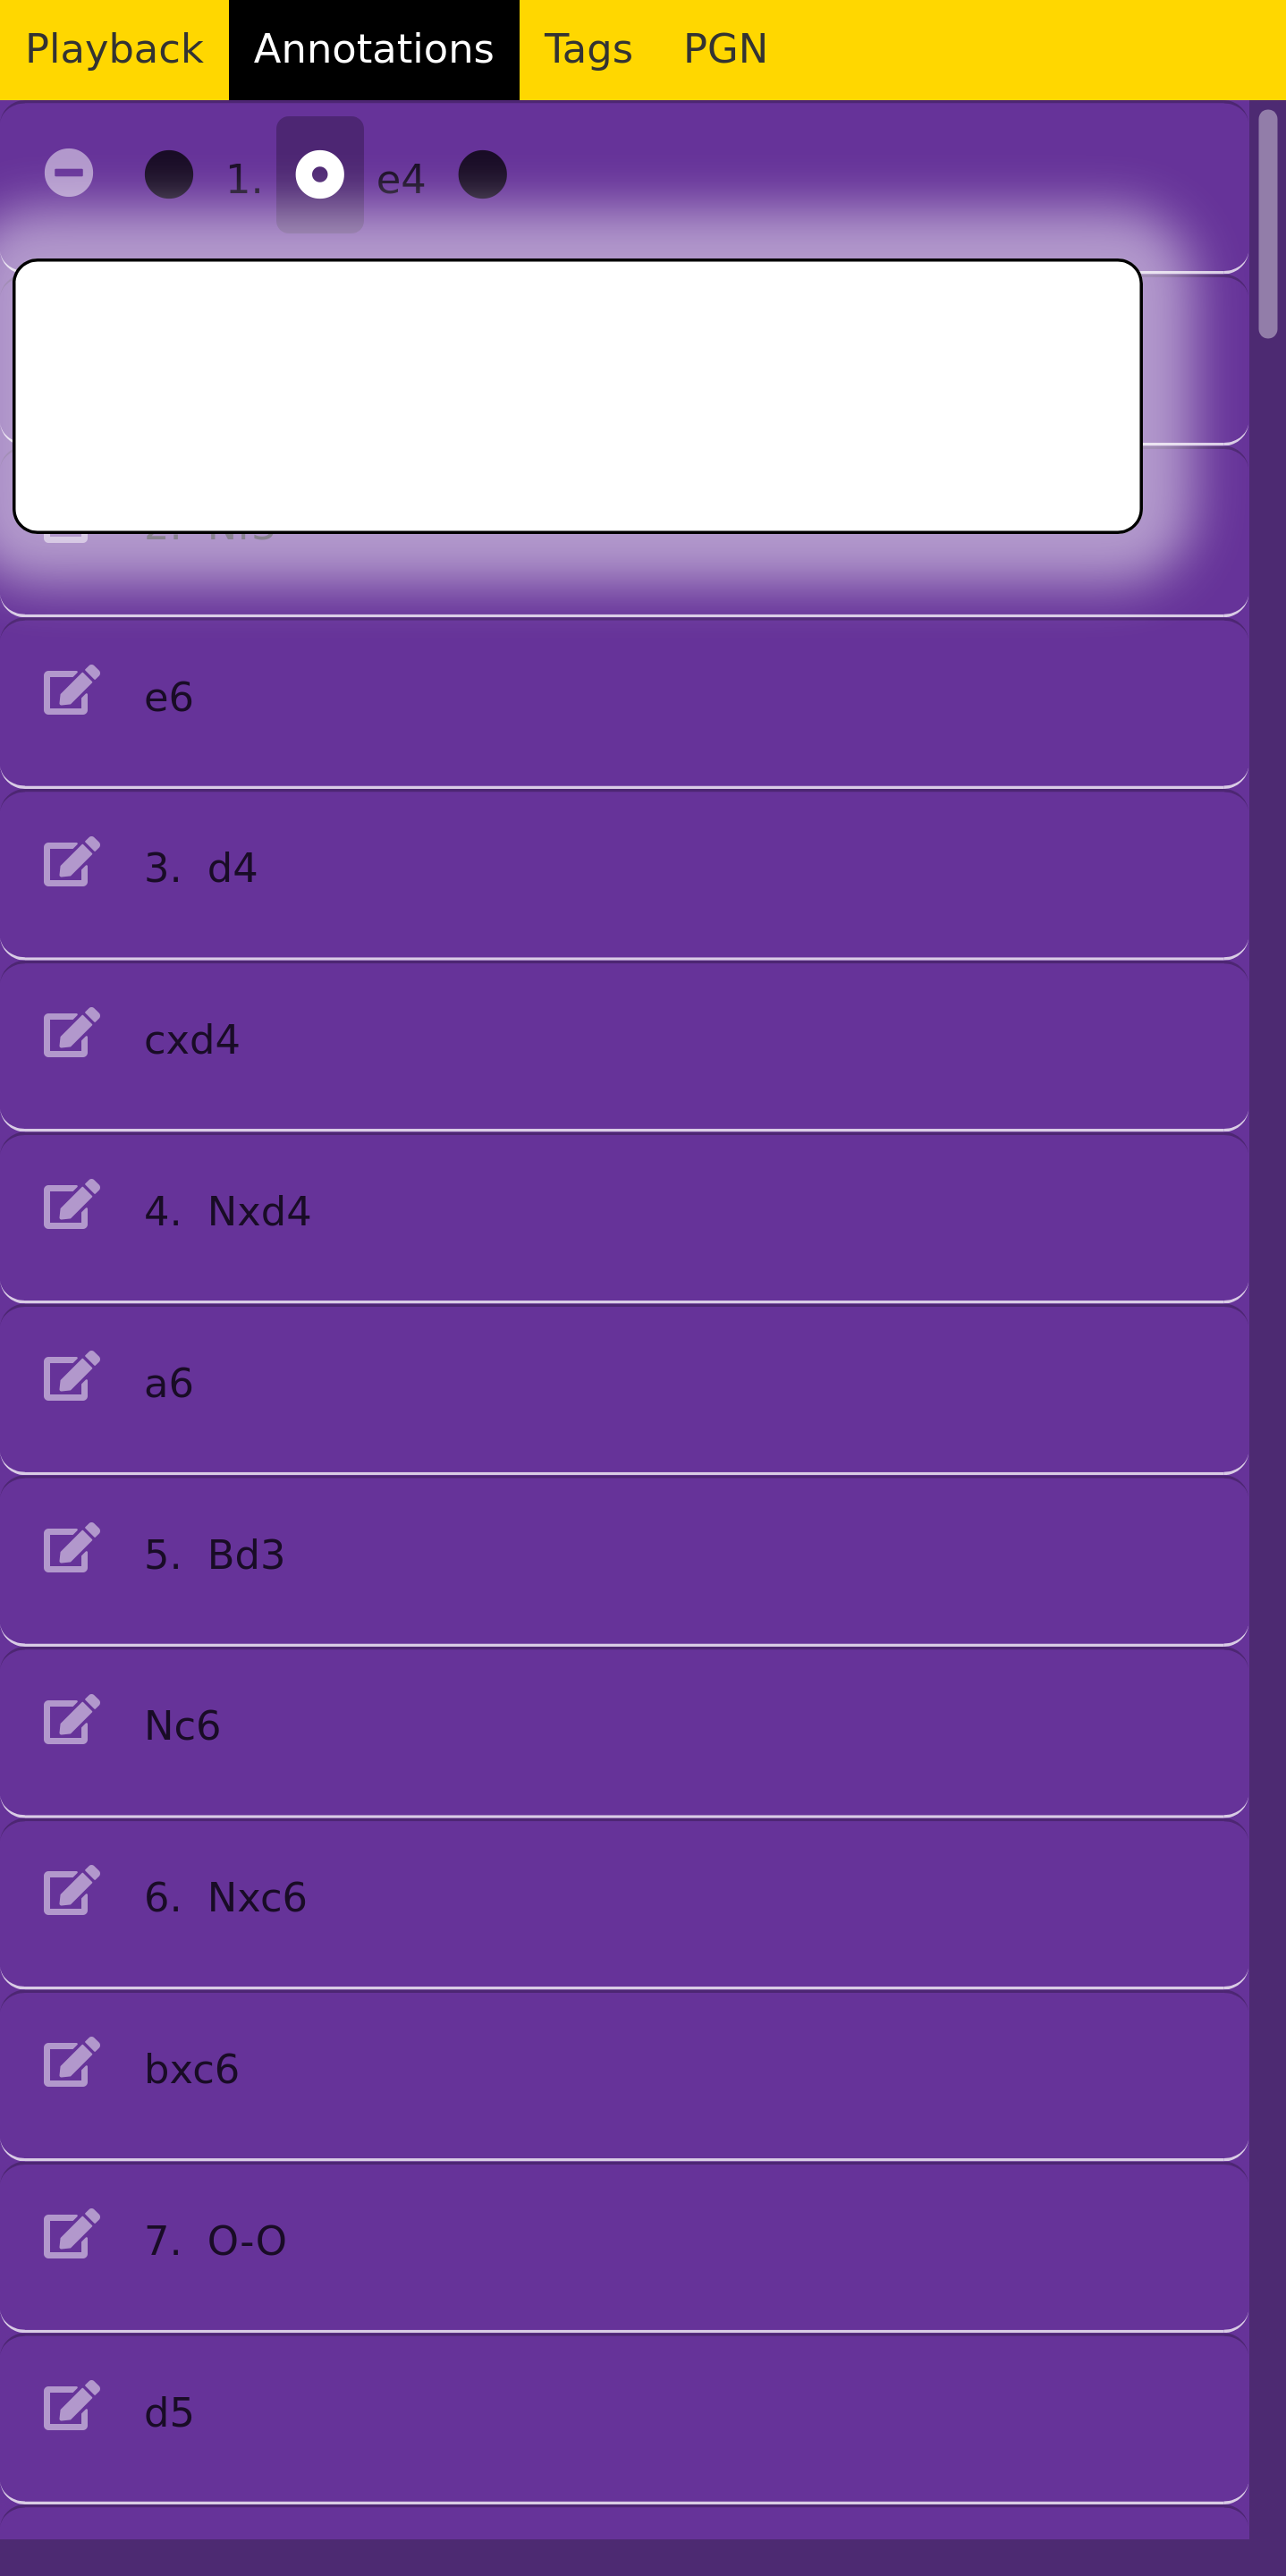 Playback Annotations Tags PGN
1. e4
e6
3. d4
cxd4
4. Nxd4
a6
5. Bd3
Nc6
6. Nxc6
bxc6
7. O-O
d5